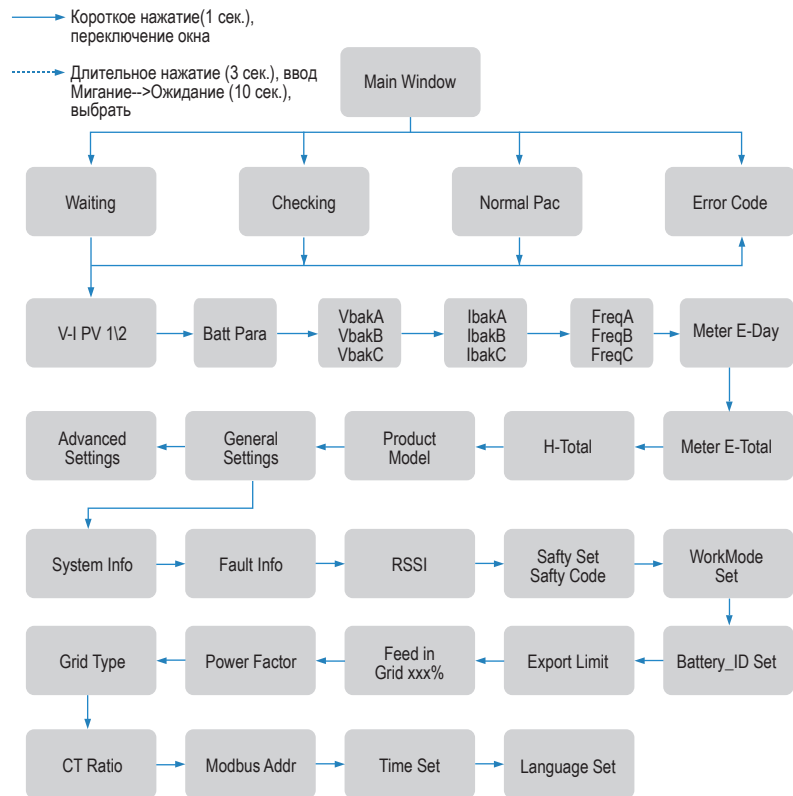 Короткое нажатие(1 сек.),
переключение окна
Длительное нажатие (3 сек.), ввод
Мигание-->Ожидание (10 сек.),
выбрать
Main Window
Waiting
Checking
Normal Pac
Error Code
V-I PV 1\2
Batt Para
VbakA
VbakB
VbakC
IbakA
IbakB
IbakC
FreqA
FreqB
FreqC
Meter E-Day
Advanced
Settings
General
Settings
Product
Model
H-Total
Meter E-Total
System Info
Fault Info
RSSI
Safty Set
Safty Code
WorkMode
Set
Grid Type
Power Factor
Feed in
Grid xxx%
Export Limit
Battery_ID Set
CT Ratio
Modbus Addr
Time Set
Language Set